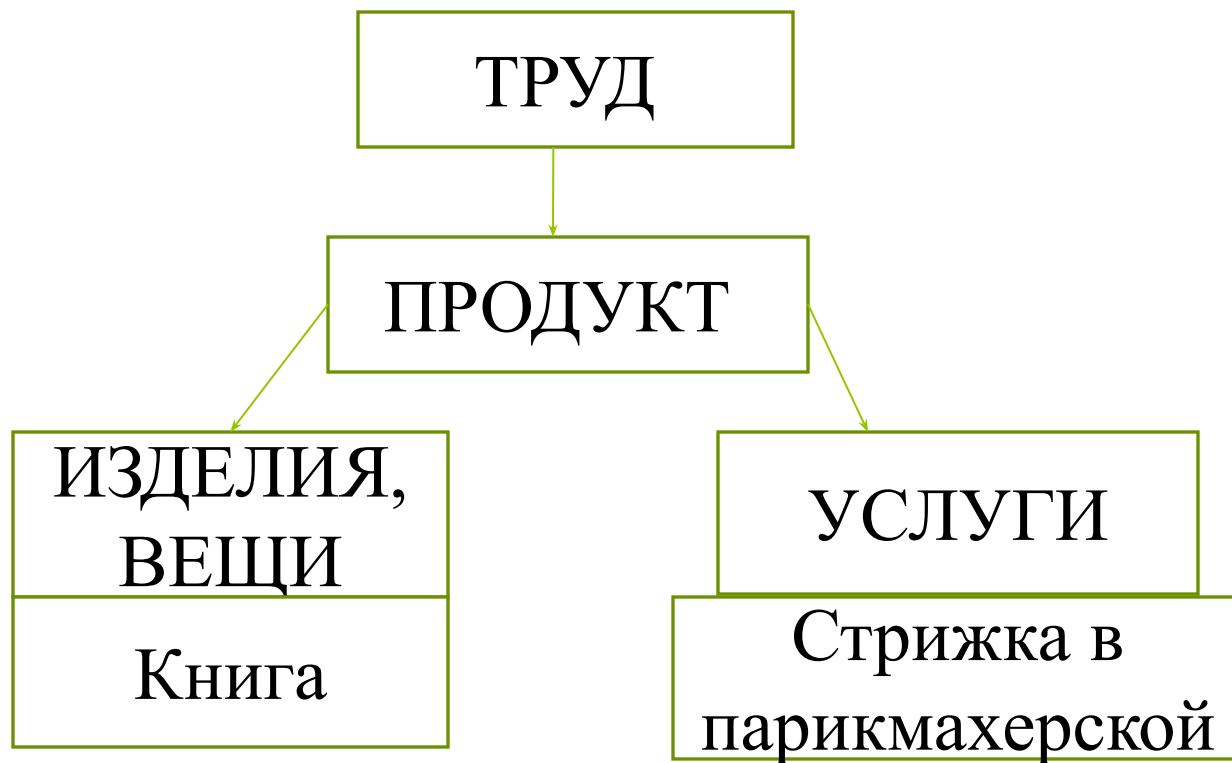 ТРУД
ПРОДУКТ
ИЗДЕЛИЯ,
ВЕЩИ
Книга
УСЛУГИ
Стрижка в
парикмахерской